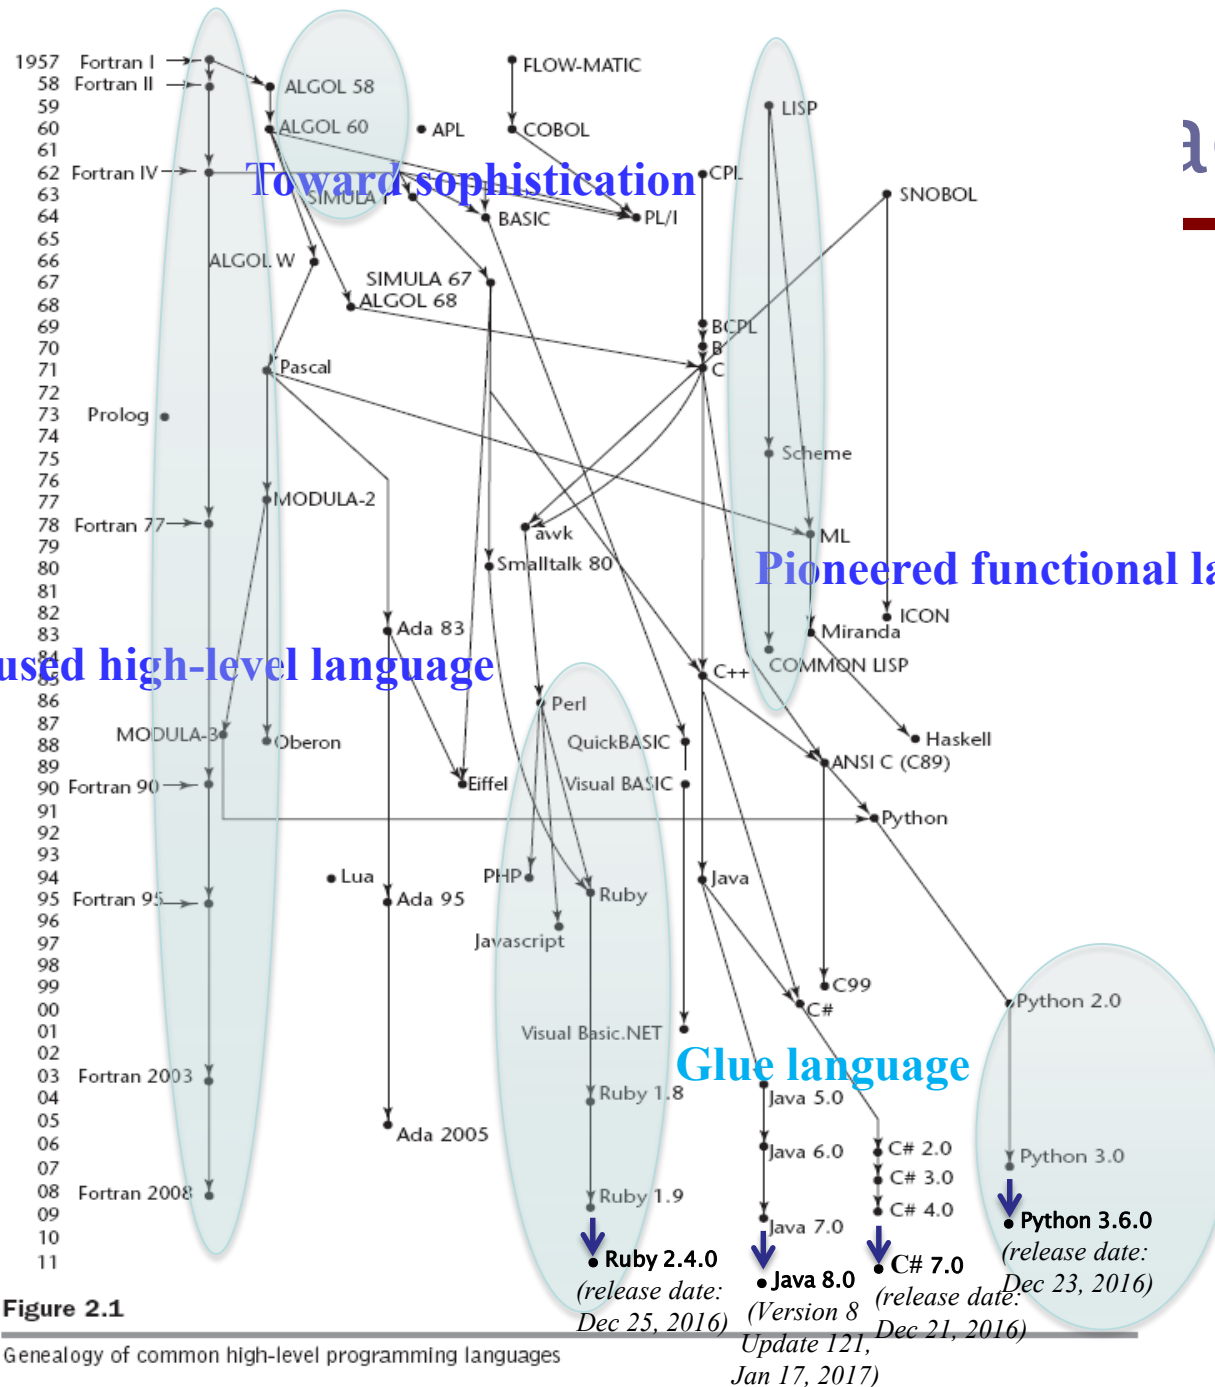 1957 Fortran I FLOW-MATIC
58 Fortran II ALGOL 58
59 LISP
60 ALGOL 60 APL COBOL
61
62 Fortran IV CPL
Toward sophistication
63 SIMULA I SNOBOL
64 BASIC PL/I
65
66 ALGOL W
67 SIMULA 67
68 ALGOL 68
69 BCPL
70 B
71 Pascal C
72
73 Prolog
74
75 Scheme
76
77 MODULA-2
78 Fortran 77 awk
79 ML
80 Smalltalk 80
Pioneered functional la
81
82 ICON
83 Ada 83 Miranda
84 COMMON LISP
used high-level language
85 C++
86 Perl
87 MODULA-3
88 Oberon QuickBASIC Haskell
89 ANSI C (C89)
90 Fortran 90 Eiffel Visual BASIC
91 Python
92
93
94 Lua PHP Java
95 Fortran 95 Ada 95 Ruby
96
97 Javascript
98
99 C99
00 C# Python 2.0
01 Visual Basic.NET
02
Glue language
03 Fortran 2003
04 Ruby 1.8 Java 5.0
05 Ada 2005
06 Java 6.0 C# 2.0
07 Python 3.0
C# 3.0
08 Fortran 2008 Ruby 1.9
09 C# 4.0
Java 7.0
10
11
Python 3.6.0
(release date:
Dec 23, 2016)
Ruby 2.4.0
(release date:
Dec 25, 2016)
Java 8.0
(Version 8
Update 121,
Jan 17, 2017)
C# 7.0
(release date:
Dec 21, 2016)
Figure 2.1
Genealogy of common high-level programming languages